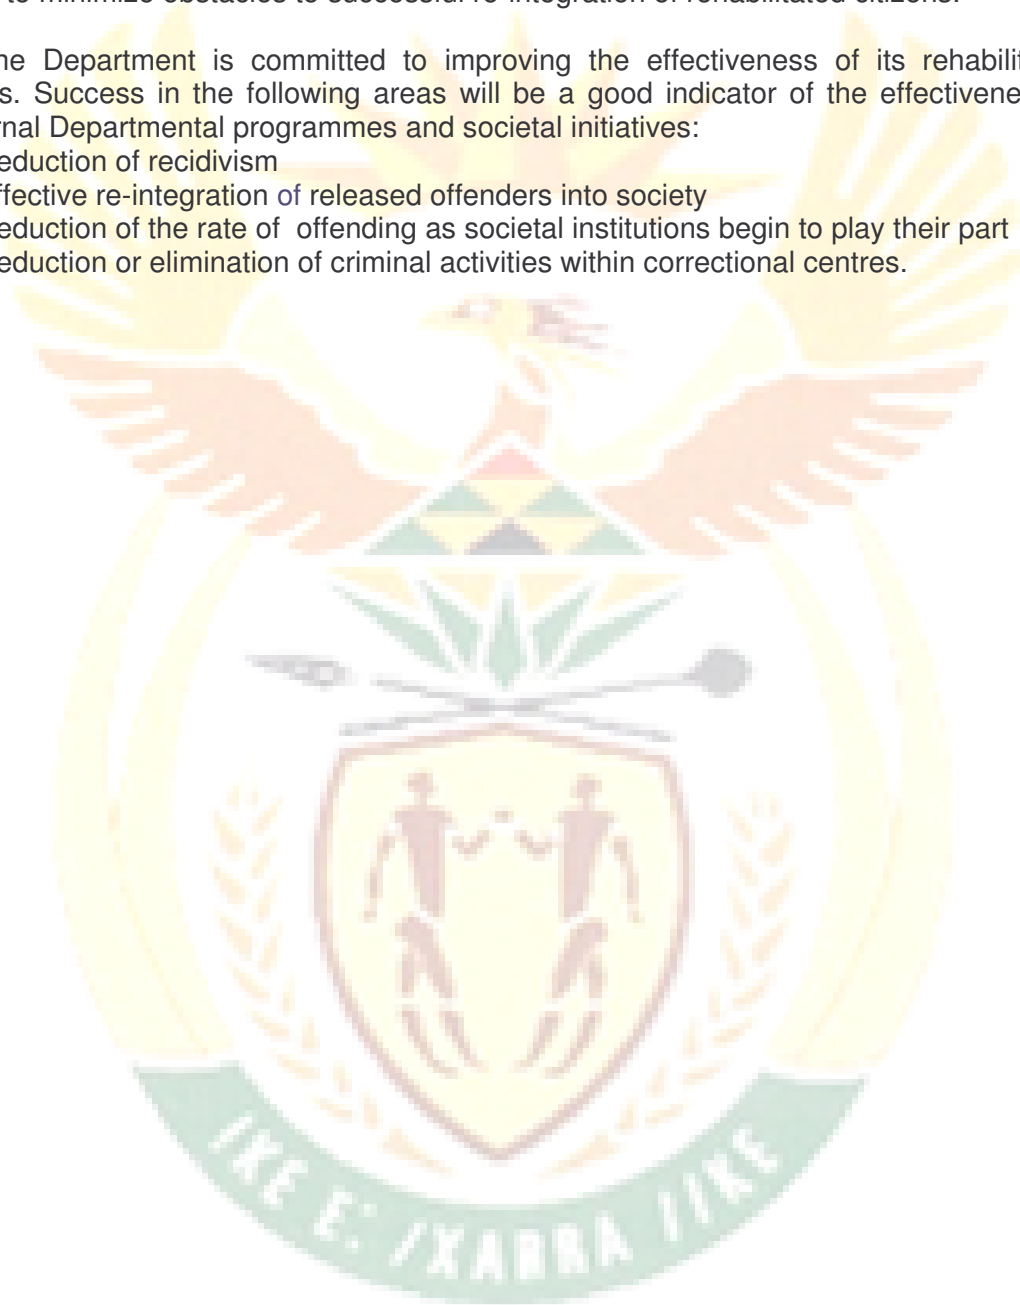 to minimize obstacles to successful re-integration of rehabilitated citizens.
he Department is committed to improving the effectiveness of its rehabilit
s. Success in the following areas will be a good indicator of the effectivene
rnal Departmental programmes and societal initiatives:
eduction of recidivism
ffective re-integration of released offenders into society
eduction of the rate of offending as societal institutions begin to play their part
eduction or elimination of criminal activities within correctional centres.
!KE E: /XARRA //KE